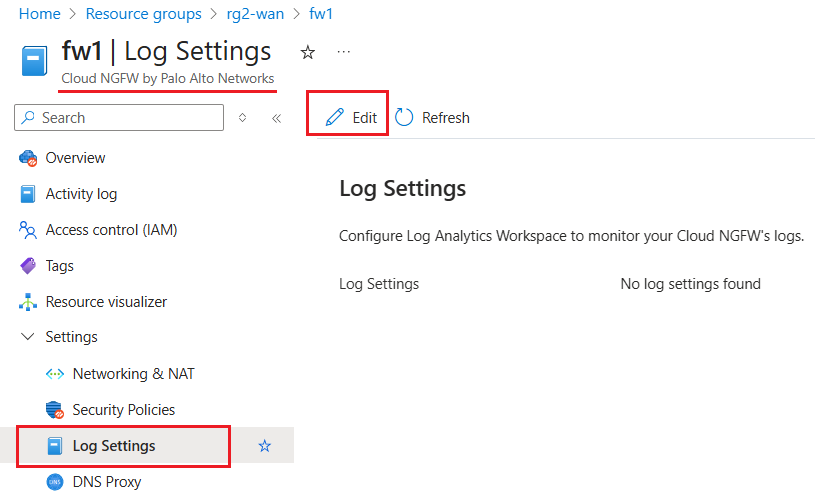 Home > Resource groups > rg2-wan > fw1
fw1 | Log Settings
Cloud NGFW by Palo Alto Networks
Search
Edit
Refresh
Overview
Activity log
Access control (IAM)
Tags
Resource visualizer
Settings
Networking & NAT
Security Policies
Log Settings
DNS
DNS Proxy
Log Settings
Configure Log Analytics Workspace to monitor your Cloud NGFW's logs.
Log Settings
No log settings found